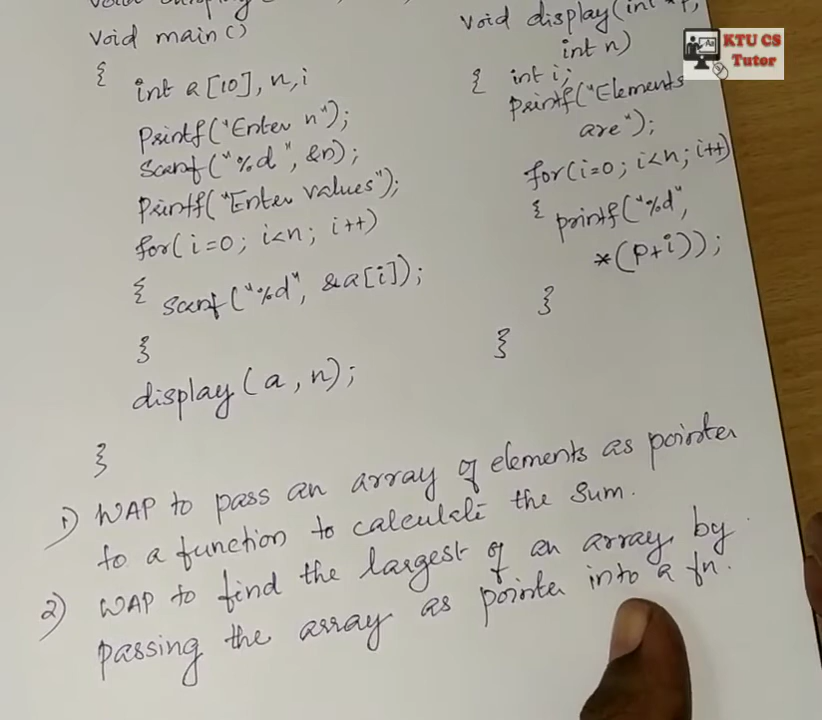 void main()
{ int a[10], n, i
printf("Enter n");
scanf("%d", &n);
printf("Enter values");
for(i=0; i<n; i++)
{ scanf("%d", &a[i]);
}
display(a, n);
}
void display(int *p,
int n)
{ int i;
printf("Elements
are");
for(i=0; i<n; i++)
{ printf("%d",
*(p+i));
}
}
1) WAP to pass an array of elements as pointer
to a function to calculate the sum.
2) WAP to find the largest of an array by
passing the array as pointer into a fn.
KTU CS
Tutor